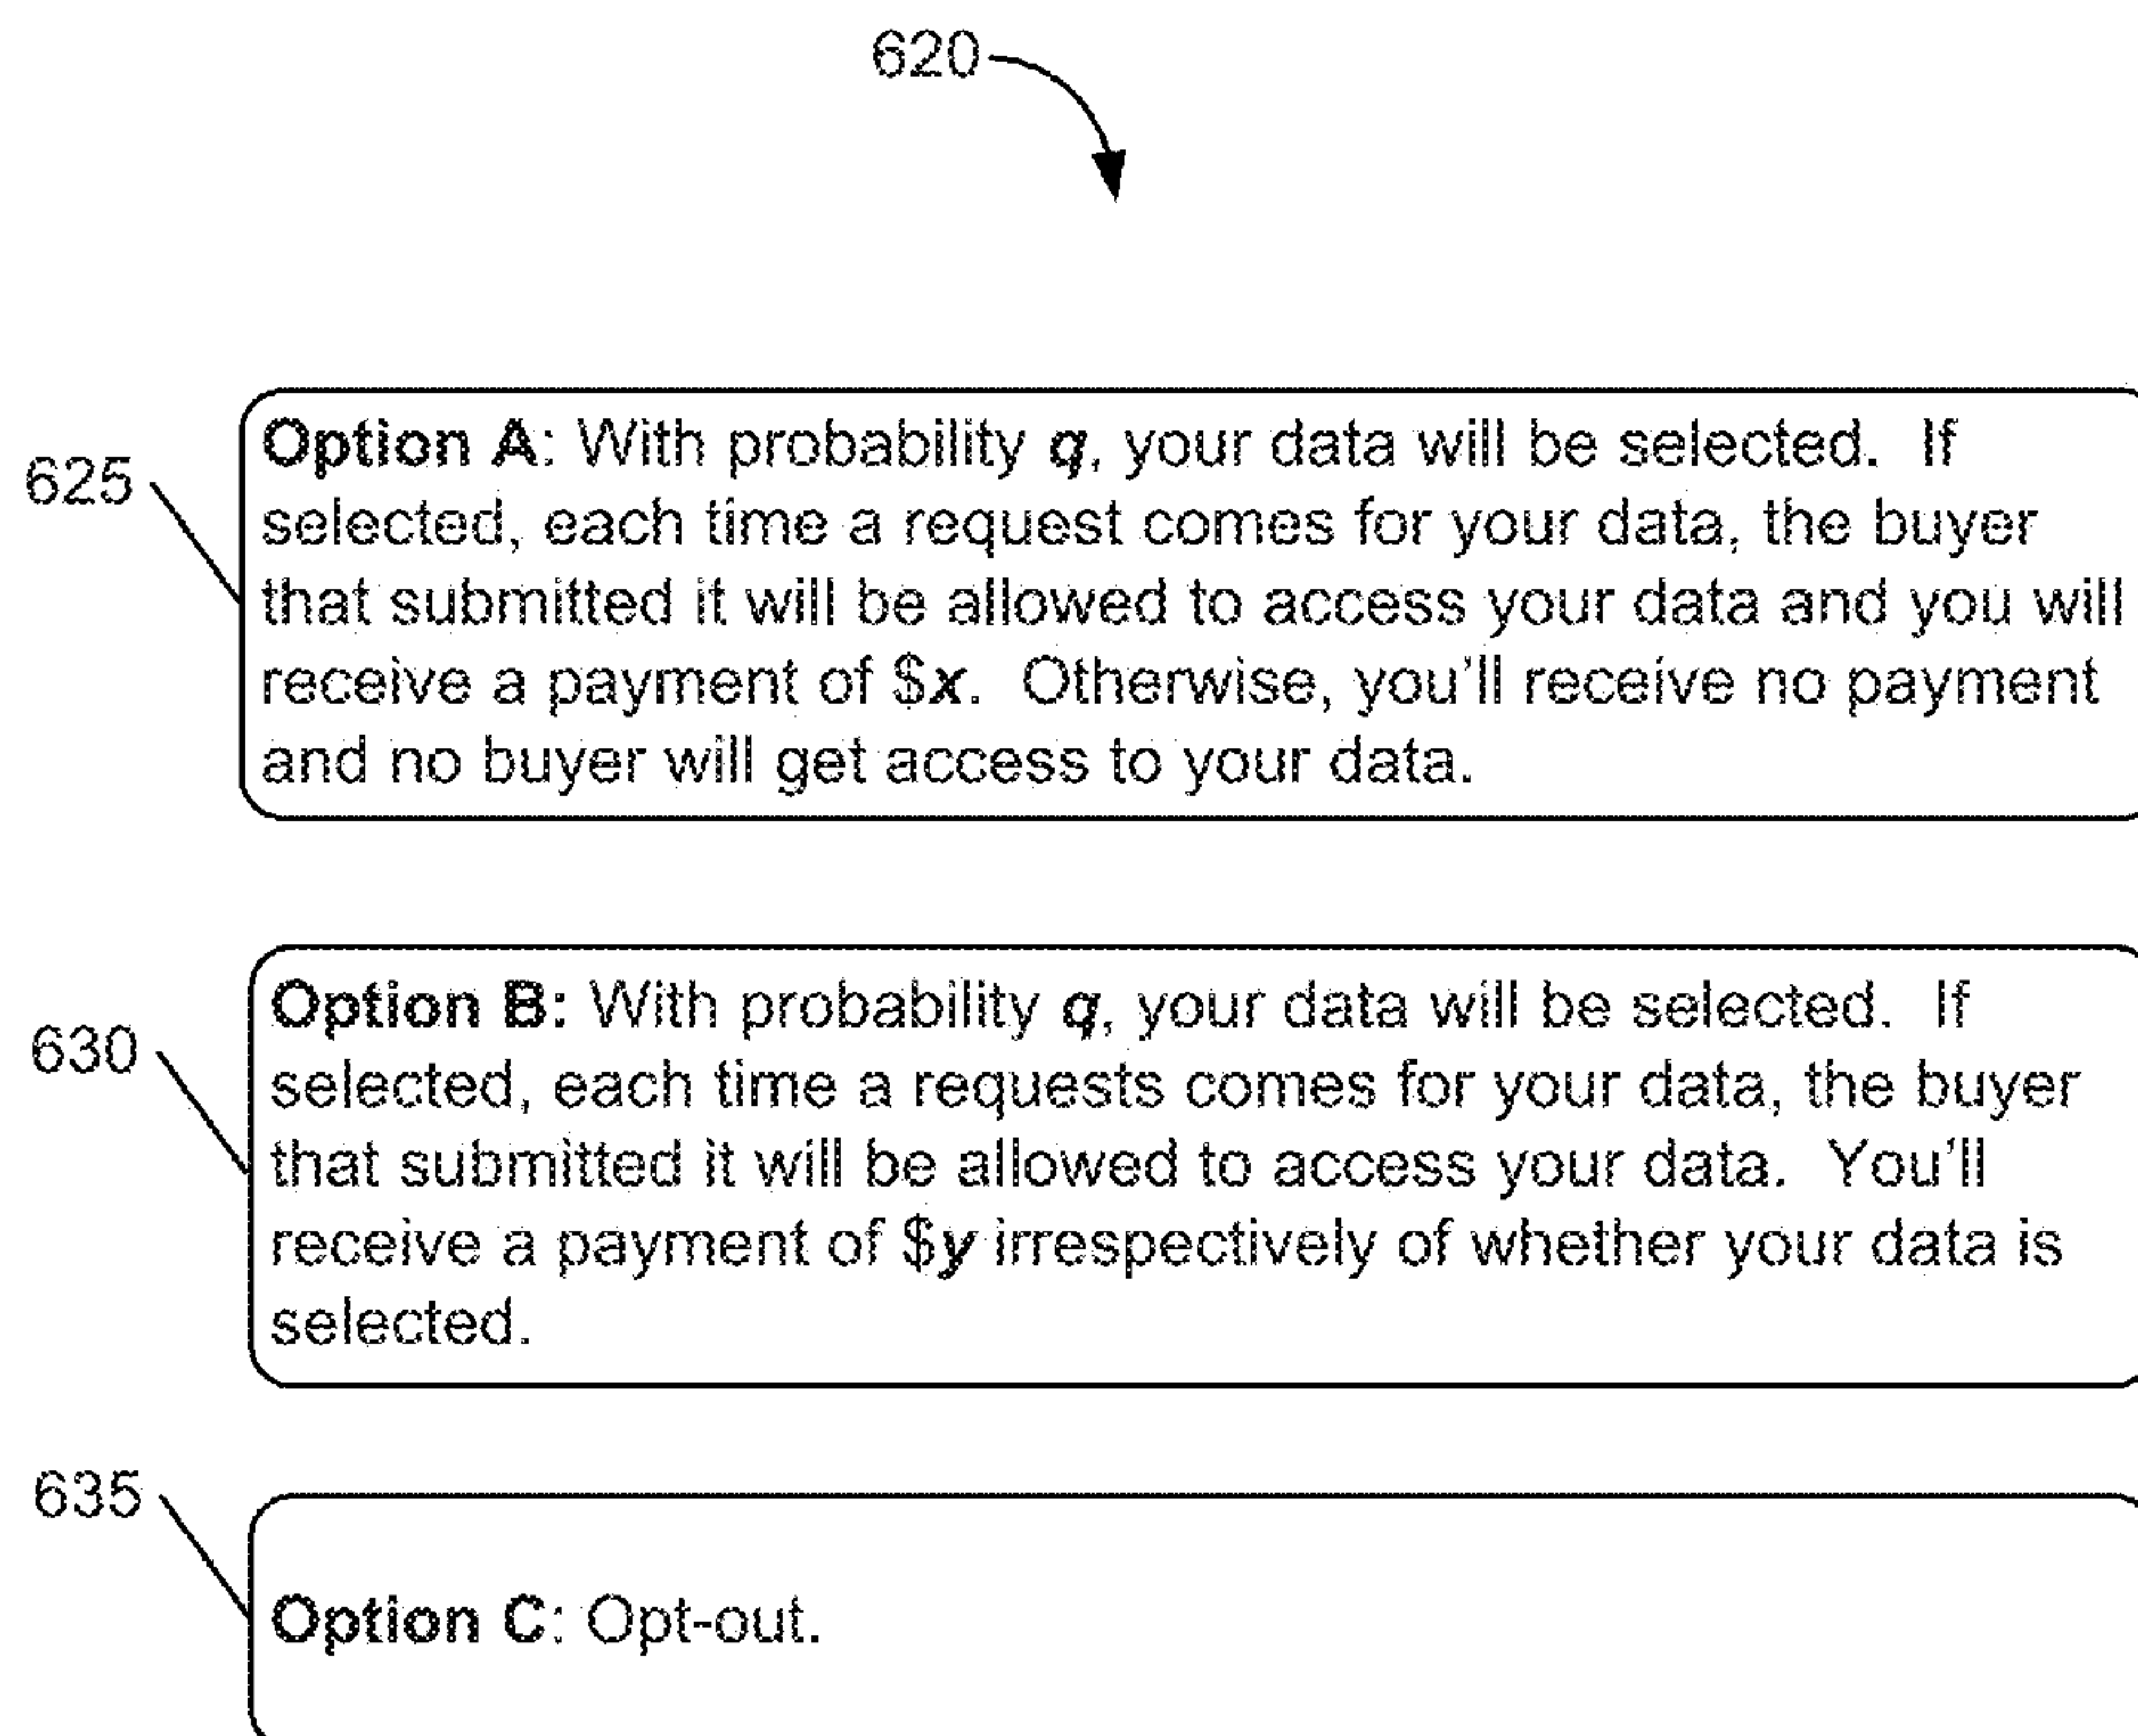 620
625
Option A: With probability q, your data will be selected. If
selected, each time a request comes for your data, the buyer
that submitted it will be allowed to access your data and you will
receive a payment of $x. Otherwise, you'll receive no payment
and no buyer will get access to your data.
630
Option B: With probability q, your data will be selected. If
selected, each time a requests comes for your data, the buyer
that submitted it will be allowed to access your data. You'll
receive a payment of $y irrespectively of whether your data is
selected.
635
Option C: Opt-out.